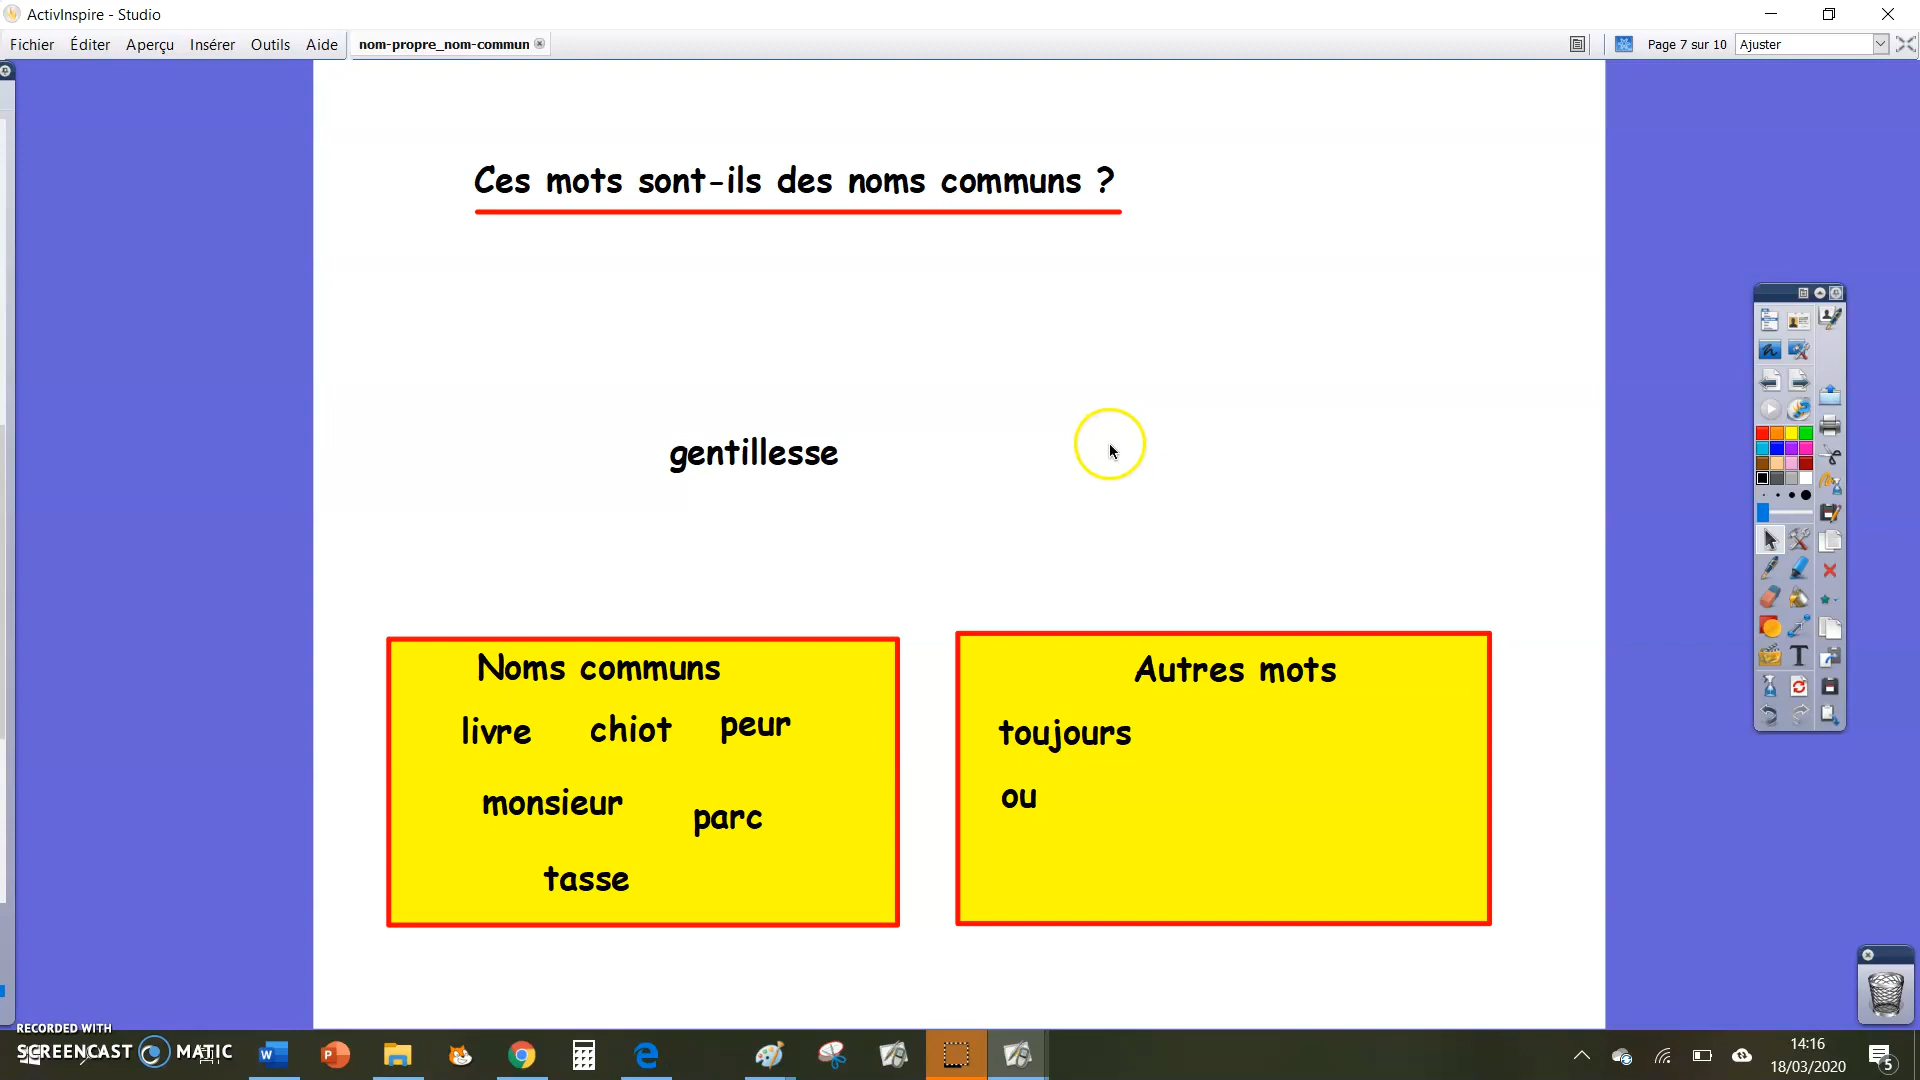 ActivInspire - Studio
Fichier Éditer Aperçu Insérer Outils Aide nom-propre_nom-commun Page 7 sur 10 Ajuster
Ces mots sont-ils des noms communs ?
gentillesse
Noms communs
livre chiot peur
monsieur parc
tasse
Autres mots
toujours
ou
RECORDED WITH
SCREENCAST MATIC
14:16
18/03/2020
5